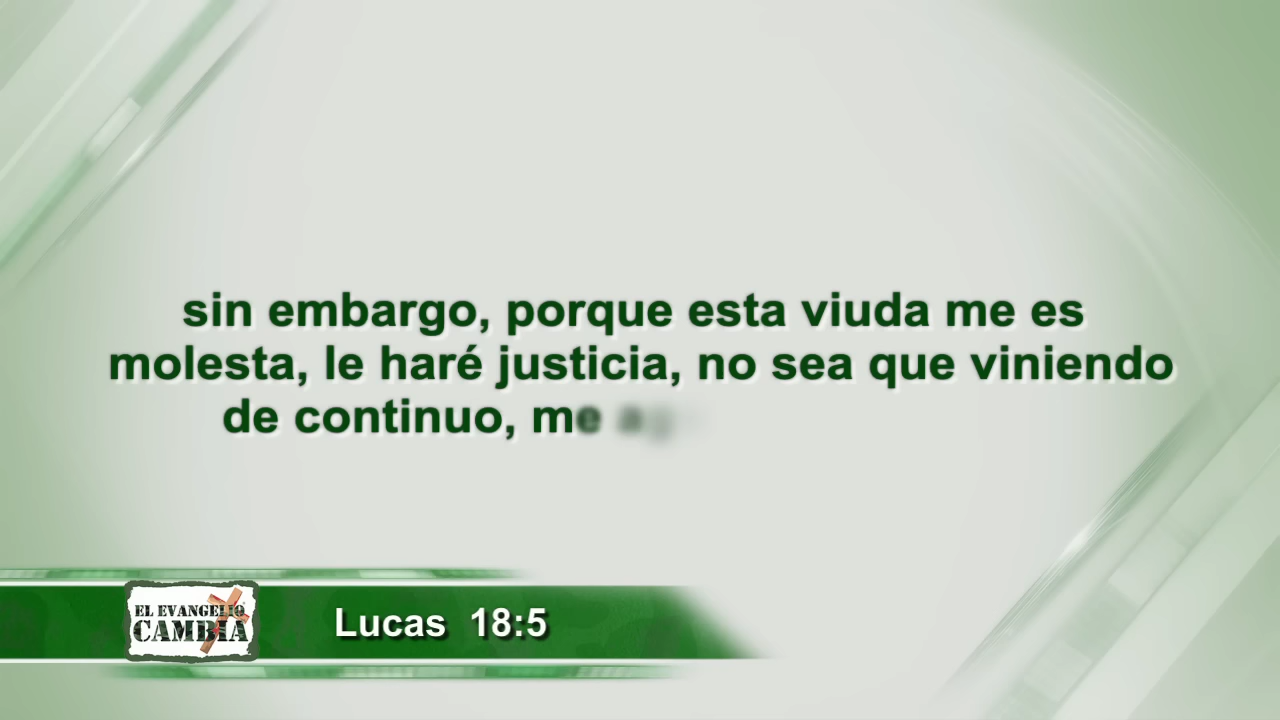 sin embargo, porque esta viuda me es
molesta, le haré justicia, no sea que viniendo
de continuo, me
EL EVANGELIO
CAMBIA
Lucas 18:5